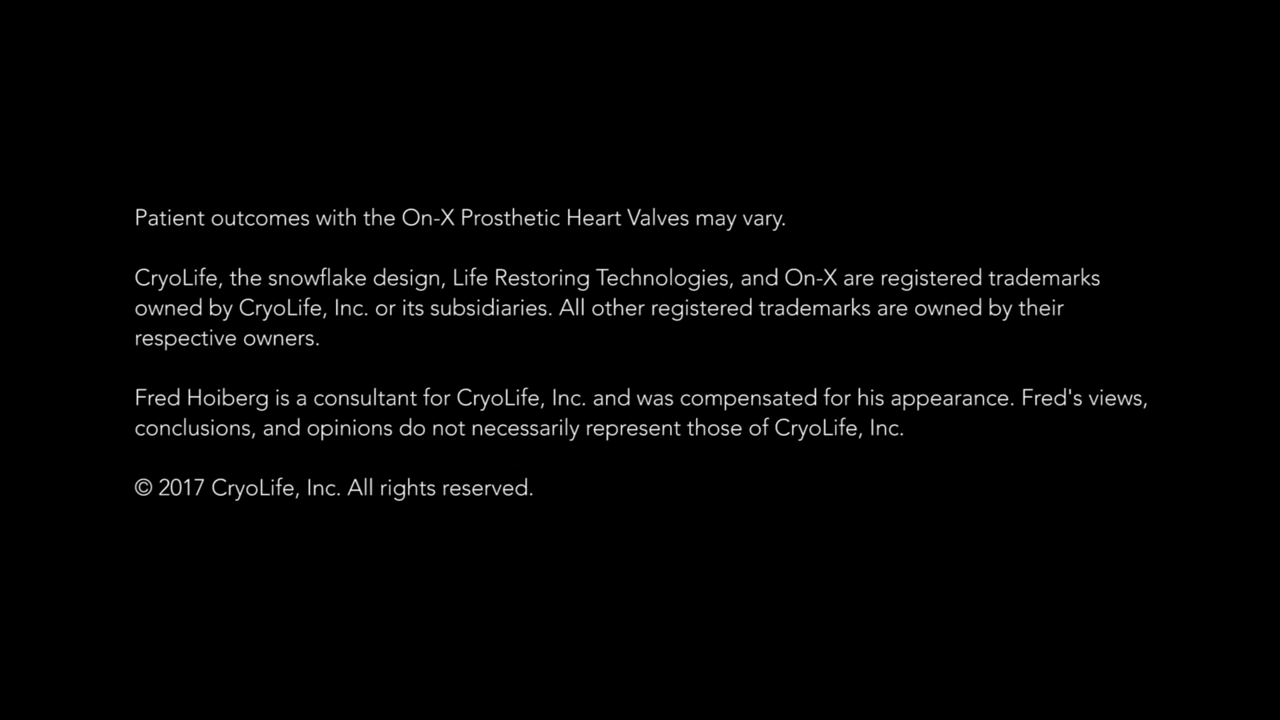 Patient outcomes with the On-X Prosthetic Heart Valves may vary.
CryoLife, the snowflake design, Life Restoring Technologies, and On-X are registered trademarks
owned by CryoLife, Inc. or its subsidiaries. All other registered trademarks are owned by their
respective owners.
Fred Hoiberg is a consultant for CryoLife, Inc. and was compensated for his appearance. Fred's views,
conclusions, and opinions do not necessarily represent those of CryoLife, Inc.
© 2017 CryoLife, Inc. All rights reserved.